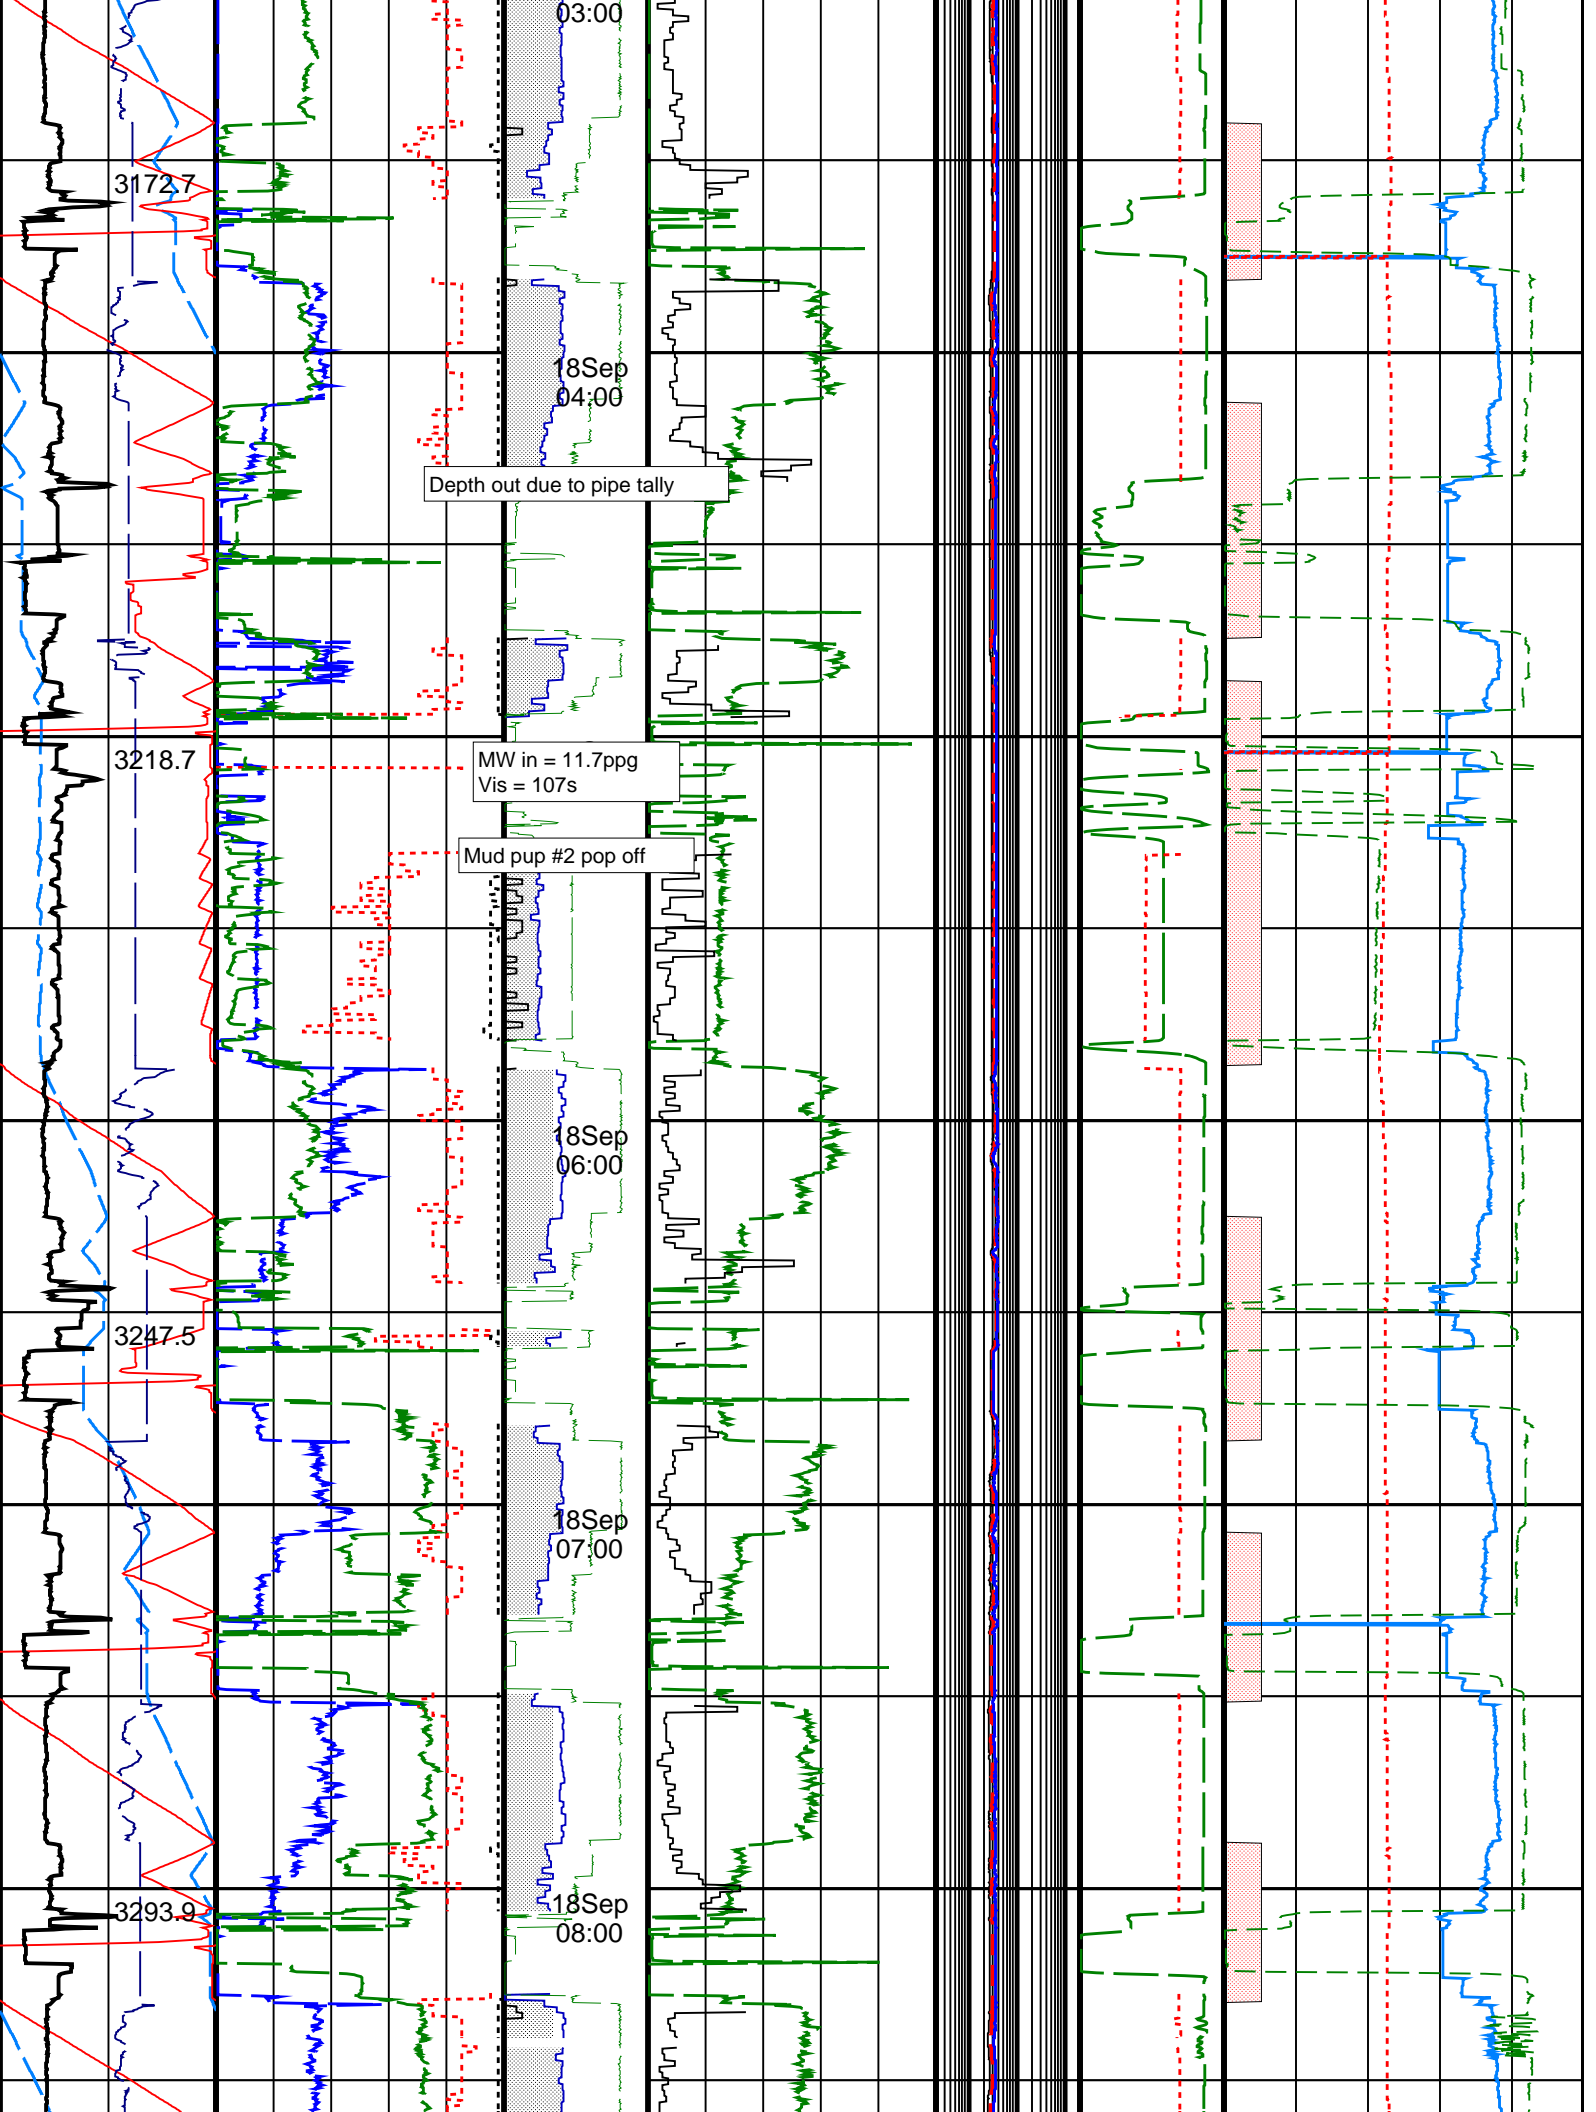 03:00
3172.7
18Sep
04:00
Depth out due to pipe tally
3218.7
MW in = 11.7ppg
Vis = 107s
Mud pup #2 pop off
18Sep
06:00
3247.5
18Sep
07:00
3293.9
18Sep
08:00